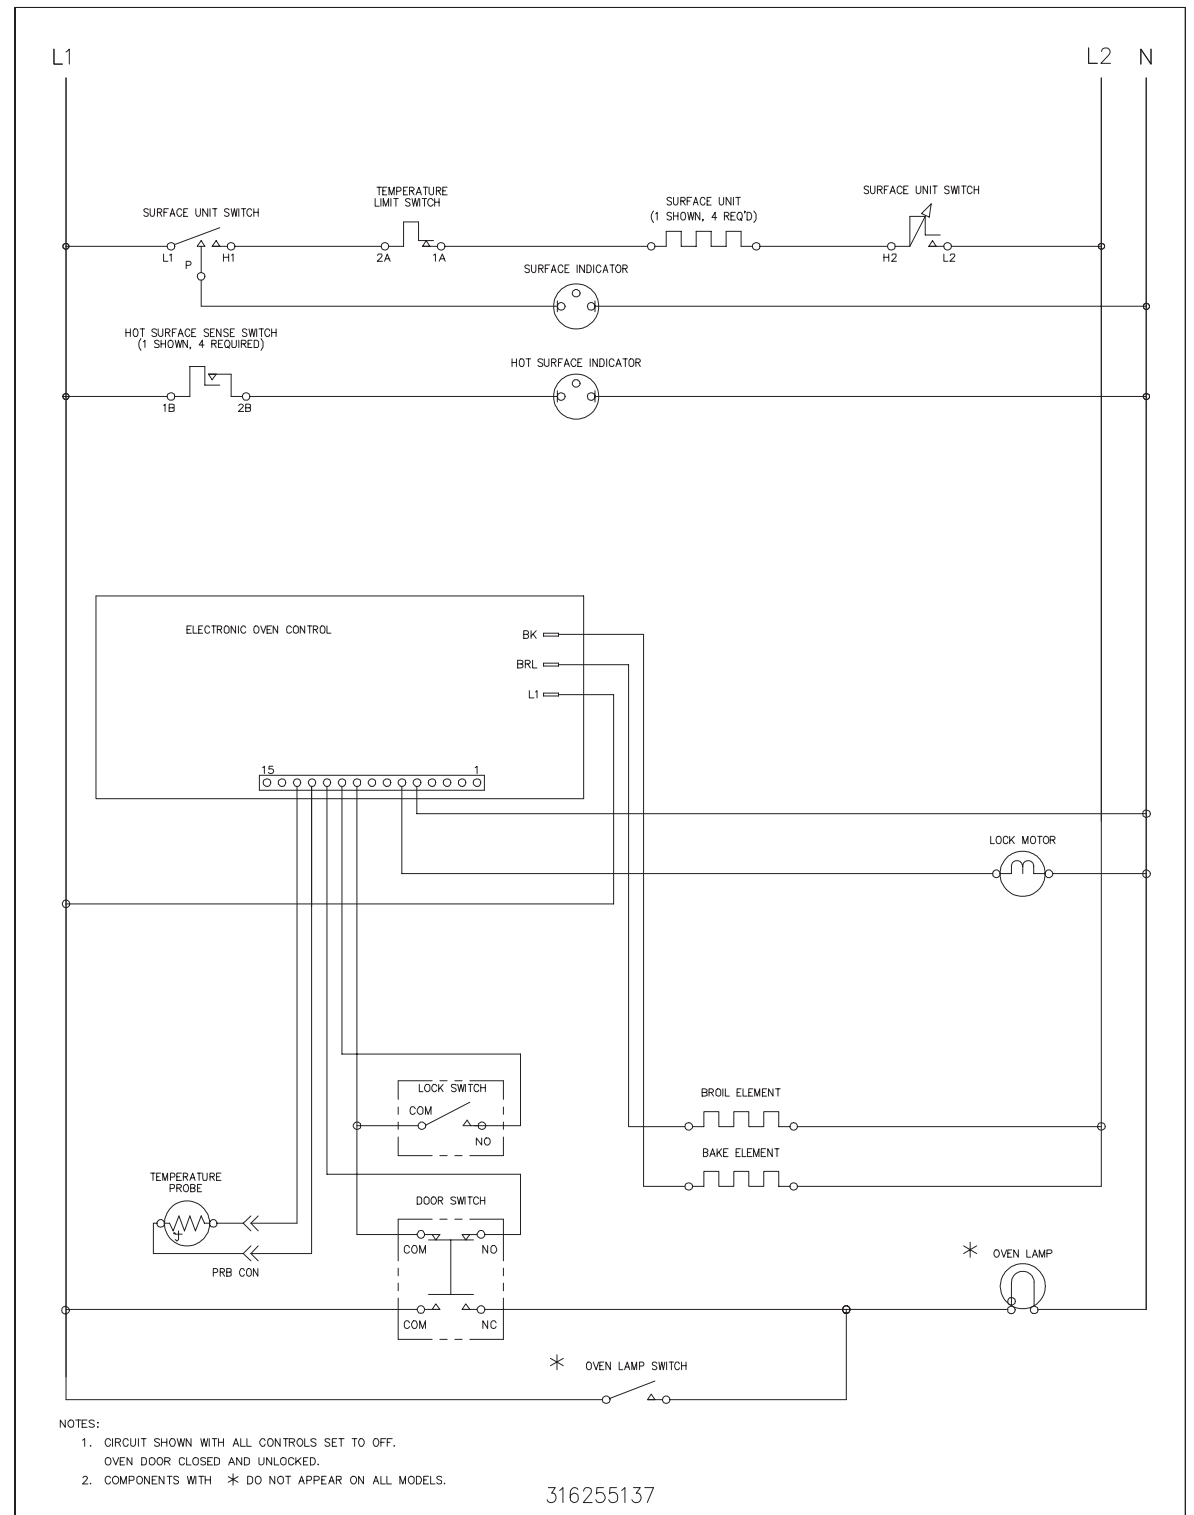 L1
L2 N
TEMPERATURE
LIMIT SWITCH
SURFACE UNIT SWITCH
SURFACE UNIT
(1 SHOWN, 4 REQ'D)
SURFACE UNIT SWITCH
L1
P
H1
2A
1A
H2
L2
SURFACE INDICATOR
HOT SURFACE SENSE SWITCH
(1 SHOWN, 4 REQUIRED)
HOT SURFACE INDICATOR
1B
2B
ELECTRONIC OVEN CONTROL
BK
BRL
L1
15
1
LOCK MOTOR
LOCK SWITCH
COM
NO
BROIL ELEMENT
BAKE ELEMENT
TEMPERATURE
PROBE
PRB CON
DOOR SWITCH
COM
NO
COM
NC
* OVEN LAMP
* OVEN LAMP SWITCH
NOTES:
1. CIRCUIT SHOWN WITH ALL CONTROLS SET TO OFF.
OVEN DOOR CLOSED AND UNLOCKED.
2. COMPONENTS WITH * DO NOT APPEAR ON ALL MODELS.
316255137